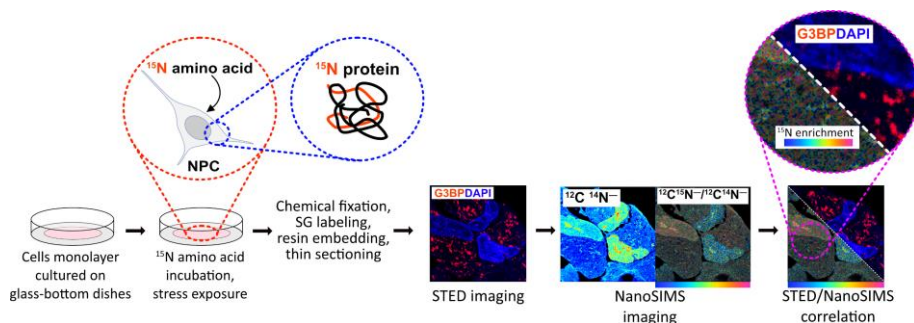 ¹⁵N amino acid
NPC
¹⁵N protein
G3BPDAPI
¹⁵N enrichment
Cells monolayer
cultured on
glass-bottom dishes
¹⁵N amino acid
incubation,
stress exposure
Chemical fixation,
SG labeling,
resin embedding,
thin sectioning
G3BPDAPI
STED imaging
¹²C ¹⁴N⁻
¹²C¹⁵N⁻/¹²C¹⁴N⁻
NanoSIMS
imaging
STED/NanoSIMS
correlation